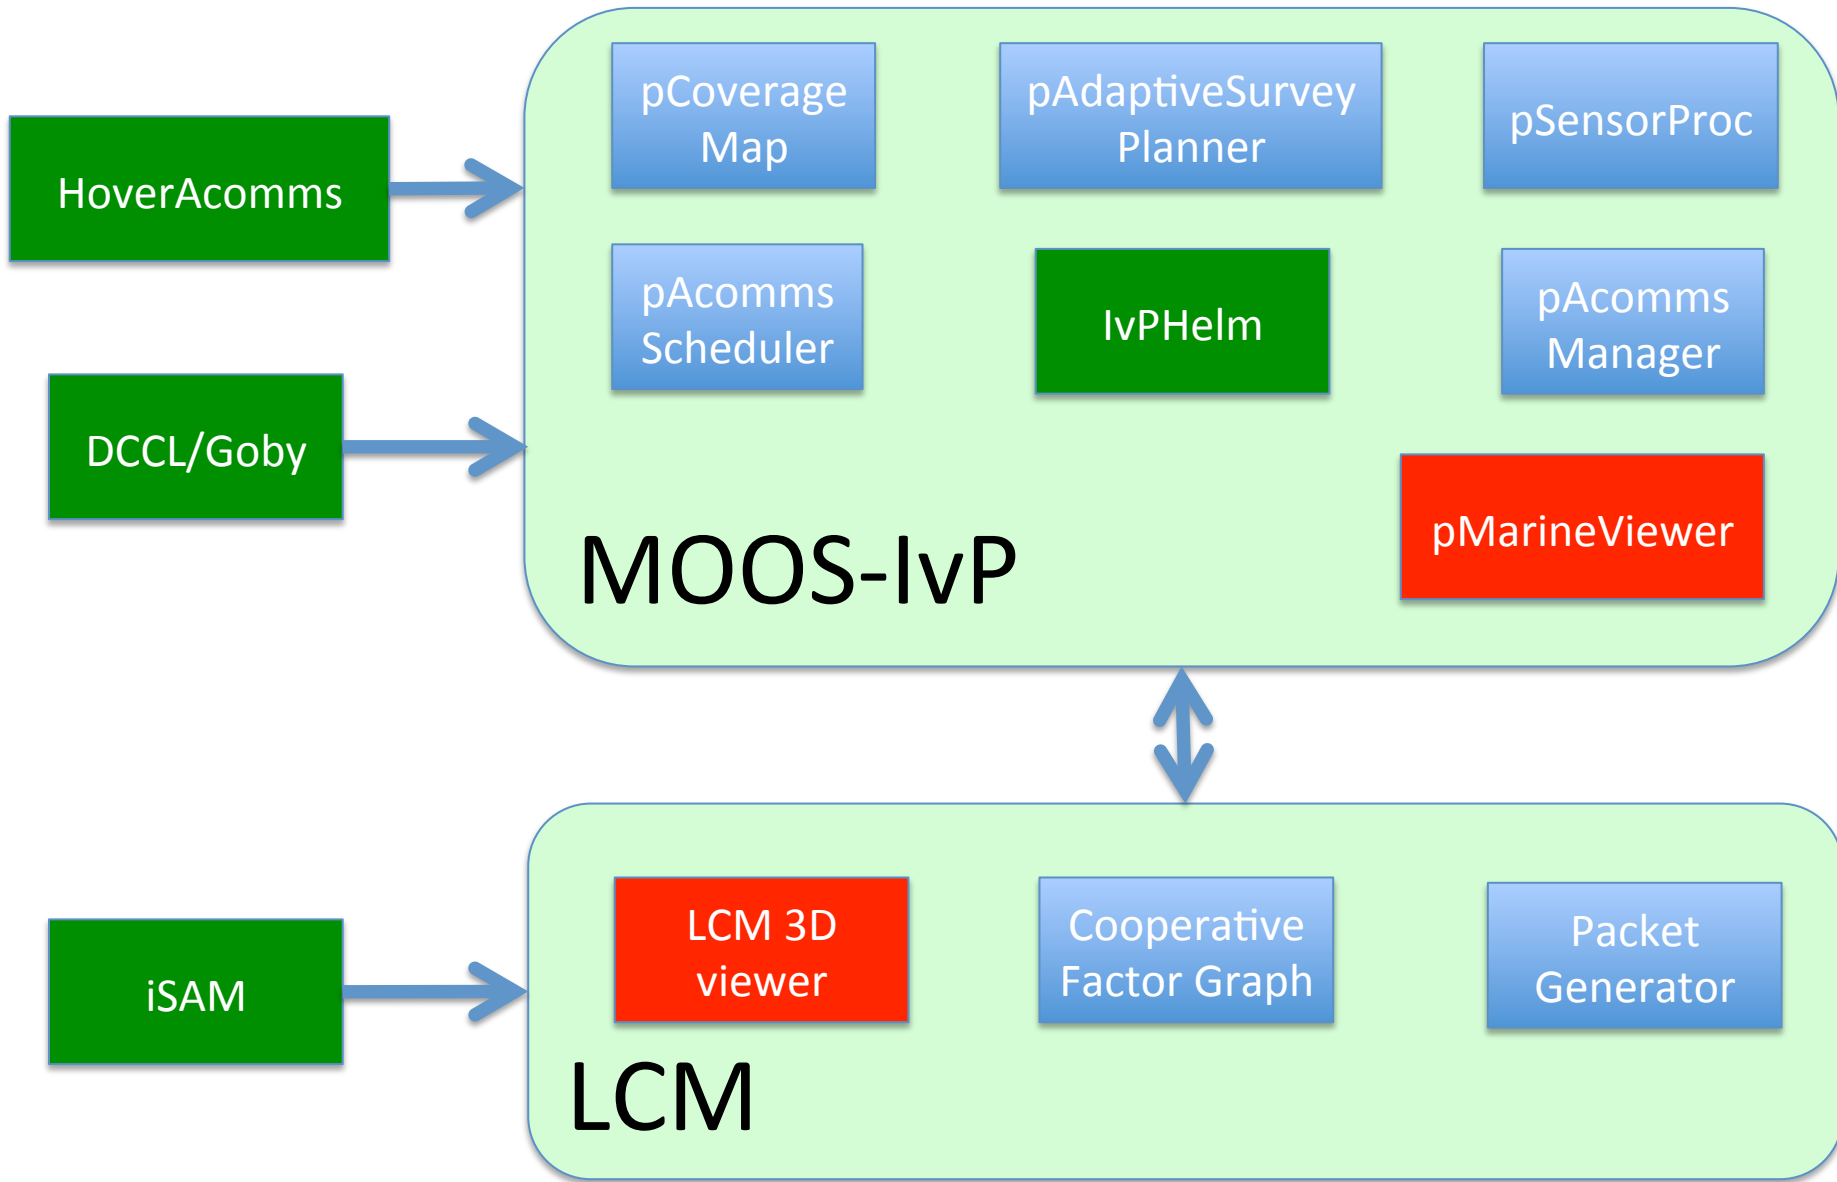 pCoverage
Map
pAdaptiveSurvey
Planner
pSensorProc
HoverAcomms
pAcomms
Scheduler
IvPHelm
pAcomms
Manager
DCCL/Goby
pMarineViewer
MOOS-IvP
LCM 3D
viewer
Cooperative
Factor Graph
Packet
Generator
iSAM
LCM